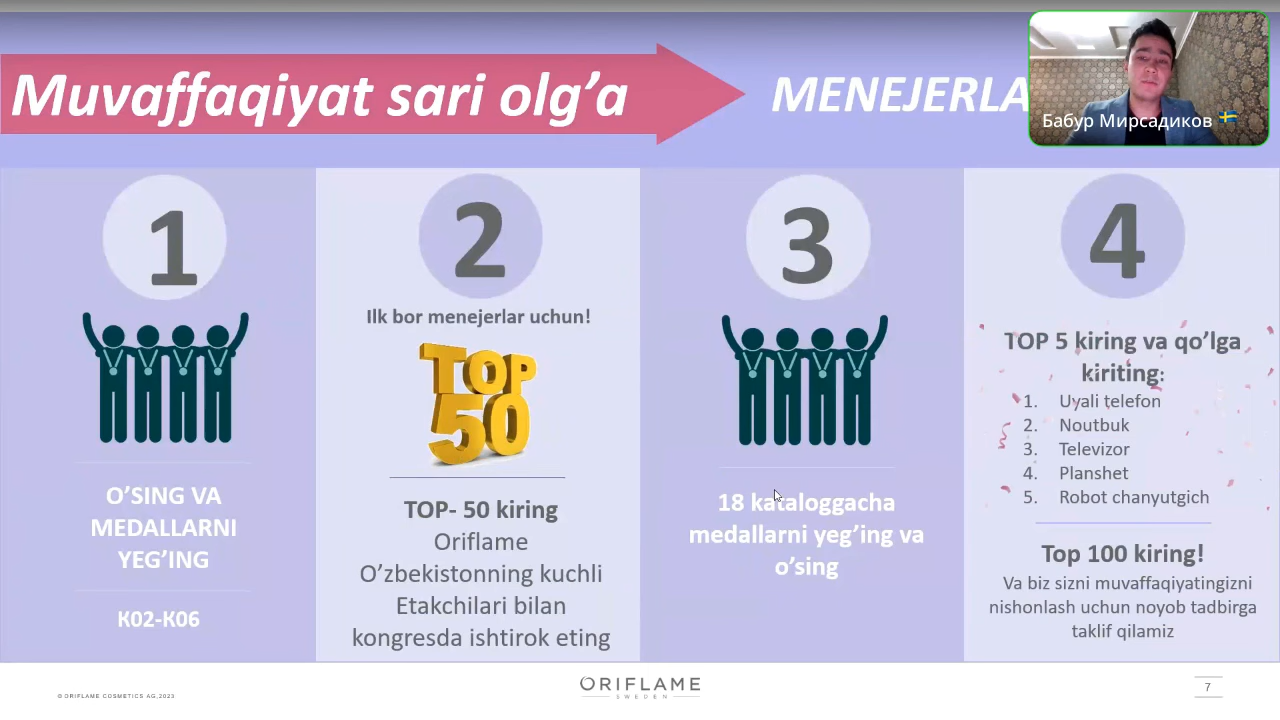 Muvaffaqiyat sari olg’a
MENEJERLA
Бабур Мирсадиков
1
O’SING VA
MEDALLARNI
YEG’ING
K02-K06
2
Ilk bor menejerlar uchun!
TOP
50
TOP- 50 kiring
Oriflame
O’zbekistonning kuchli
Etakchilari bilan
kongresda ishtirok eting
3
18 kataloggacha
medallarni yeg’ing va
o’sing
4
TOP 5 kiring va qo’lga
kiriting:
1. Uyali telefon
2. Noutbuk
3. Televizor
4. Planshet
5. Robot chanyutgich
Top 100 kiring!
Va biz sizni muvaffaqiyatingizni
nishonlash uchun noyob tadbirga
taklif qilamiz
© ORIFLAME COSMETICS AG,2023
ORIFLAME
SWEDEN
7